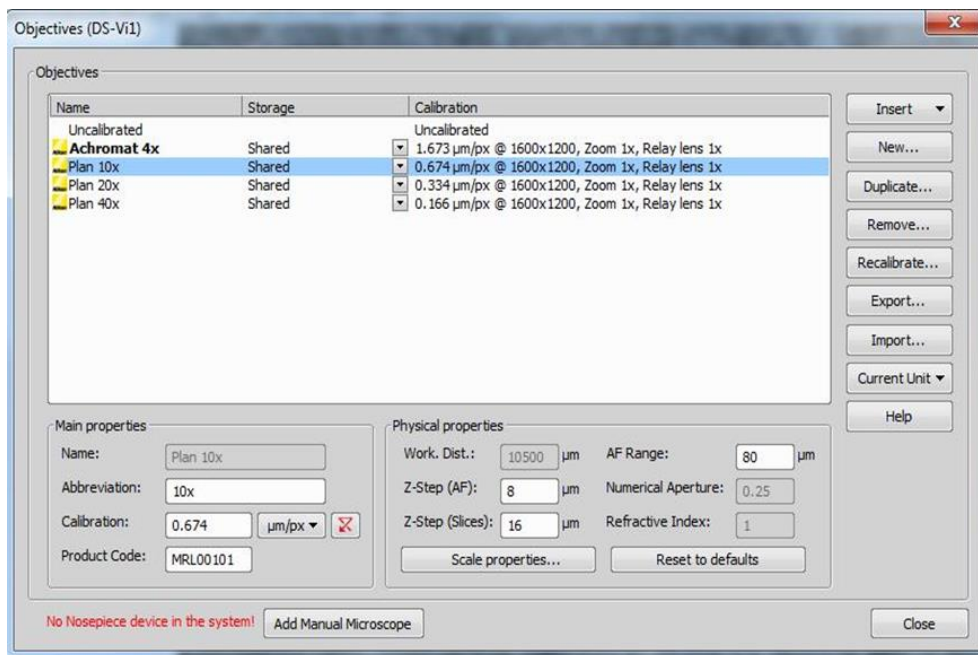 Objectives (DS-Vi1)
Objectives
Name Storage Calibration
Uncalibrated Uncalibrated
Achromat 4x Shared 1.673 µm/px @ 1600x1200, Zoom 1x, Relay lens 1x
Plan 10x Shared 0.674 µm/px @ 1600x1200, Zoom 1x, Relay lens 1x
Plan 20x Shared 0.334 µm/px @ 1600x1200, Zoom 1x, Relay lens 1x
Plan 40x Shared 0.166 µm/px @ 1600x1200, Zoom 1x, Relay lens 1x
Insert
New...
Duplicate...
Remove...
Recalibrate...
Export...
Import...
Current Unit
Help
Main properties
Name: Plan 10x
Abbreviation: 10x
Calibration: 0.674 µm/px
Product Code: MRL00101
Physical properties
Work. Dist.: 10500 µm AF Range: 80 µm
Z-Step (AF): 8 µm Numerical Aperture: 0.25
Z-Step (Slices): 16 µm Refractive Index: 1
Scale properties... Reset to defaults
No Nosepiece device in the system! Add Manual Microscope Close